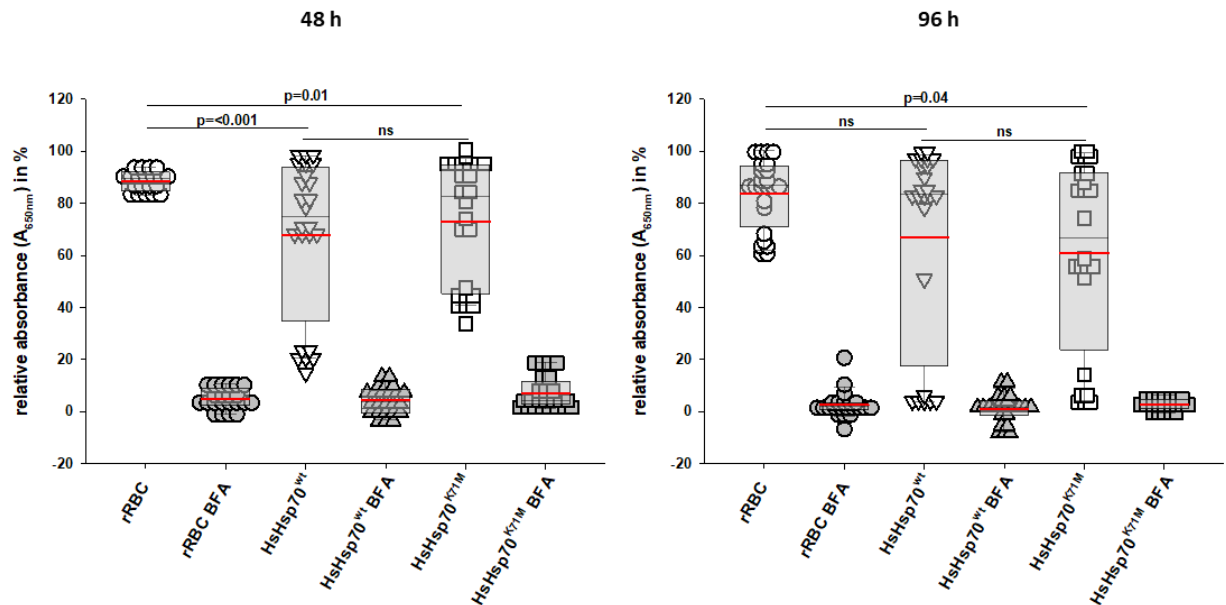 48 h
120
100
80
60
40
20
0
-20
relative absorbance (A650nm) in %
p=0.01
p=<0.001
ns
rRBC
rRBC BFA
HsHsp70wt
HsHsp70wt BFA
HsHsp70K71M
HsHsp70K71M BFA
96 h
120
100
80
60
40
20
0
-20
relative absorbance (A650nm) in %
p=0.04
ns
ns
rRBC
rRBC BFA
HsHsp70wt
HsHsp70wt BFA
HsHsp70K71M
HsHsp70K71M BFA